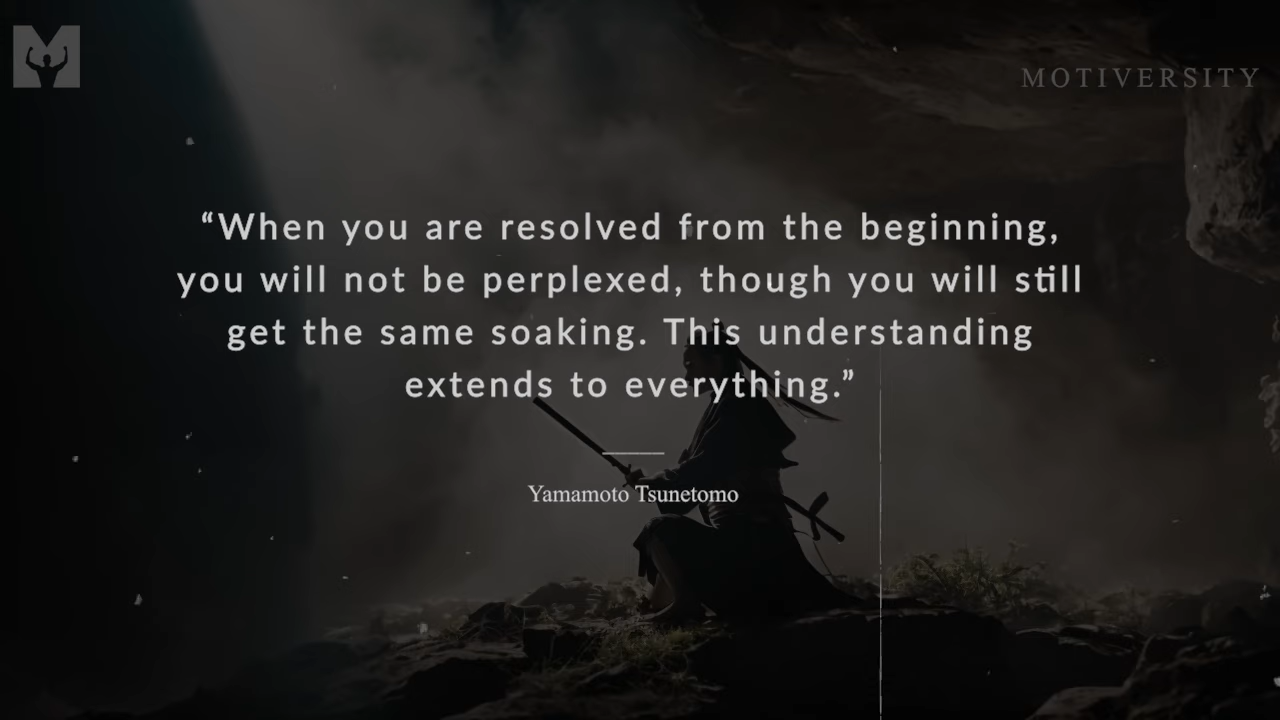 MOTIVERSITY
“When you are resolved from the beginning,
you will not be perplexed, though you will still
get the same soaking. This understanding
extends to everything.”
Yamamoto Tsunetomo